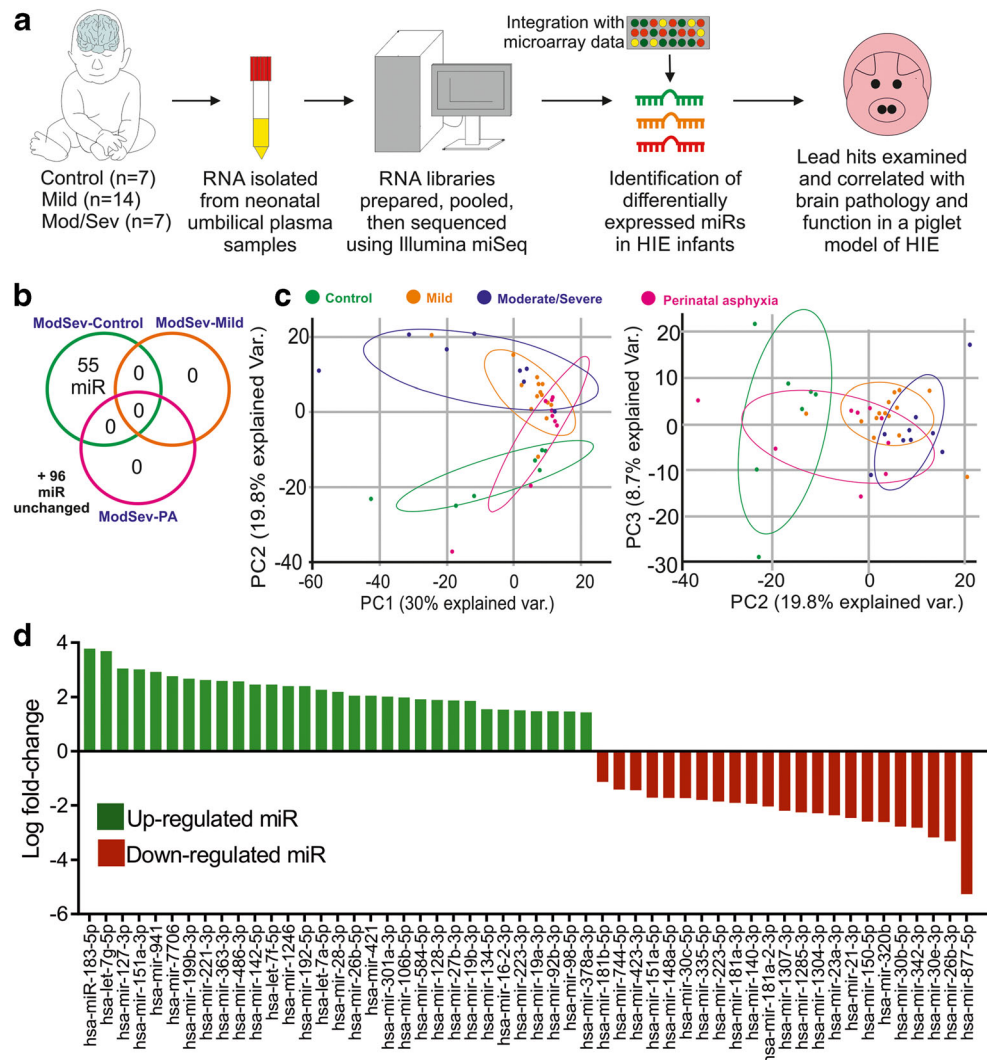 a
Integration with
microarray data
Control (n=7)
Mild (n=14)
Mod/Sev (n=7)
RNA isolated
from neonatal
umbilical plasma
samples
RNA libraries
prepared, pooled,
then sequenced
using Illumina miSeq
Identification of
differentially
expressed miRs
in HIE infants
Lead hits examined
and correlated with
brain pathology and
function in a piglet
model of HIE
b
ModSev-Control
ModSev-Mild
55
miR
0
0
0
0
0
+ 96
miR
unchanged
ModSev-PA
c
Control
Mild
Moderate/Severe
Perinatal asphyxia
PC2 (19.8% explained Var.)
20
0
-20
-40
-60
-40
-20
0
20
PC1 (30% explained var.)
PC3 (8.7% explained Var.)
20
10
0
-10
-20
-30
-40
-20
0
20
PC2 (19.8% explained var.)
d
Log fold-change
4
2
0
-2
-4
-6
Up-regulated miR
Down-regulated miR
hsa-miR-183-5p
hsa-let-7g-5p
hsa-mir-127-3p
hsa-mir-151a-3p
hsa-mir-941
hsa-mir-7706
hsa-mir-199b-3p
hsa-mir-221-3p
hsa-mir-363-3p
hsa-mir-486-3p
hsa-mir-142-5p
hsa-let-7f-5p
hsa-mir-1246
hsa-mir-192-5p
hsa-let-7a-5p
hsa-mir-28-3p
hsa-mir-26b-5p
hsa-mir-421
hsa-mir-301a-3p
hsa-mir-106b-5p
hsa-mir-584-5p
hsa-mir-128-3p
hsa-mir-27b-3p
hsa-mir-19b-3p
hsa-mir-134-5p
hsa-mir-16-2-3p
hsa-mir-223-3p
hsa-mir-19a-3p
hsa-mir-92b-3p
hsa-mir-98-5p
hsa-mir-378a-3p
hsa-mir-181b-5p
hsa-mir-744-5p
hsa-mir-423-3p
hsa-mir-151a-5p
hsa-mir-148a-5p
hsa-mir-30c-5p
hsa-mir-335-5p
hsa-mir-223-5p
hsa-mir-181a-3p
hsa-mir-140-3p
hsa-mir-181a-2-3p
hsa-mir-1307-3p
hsa-mir-1285-3p
hsa-mir-1304-3p
hsa-mir-23a-3p
hsa-mir-21-3p
hsa-mir-150-5p
hsa-mir-320b
hsa-mir-30b-5p
hsa-mir-342-3p
hsa-mir-30e-3p
hsa-mir-26b-3p
hsa-mir-877-5p